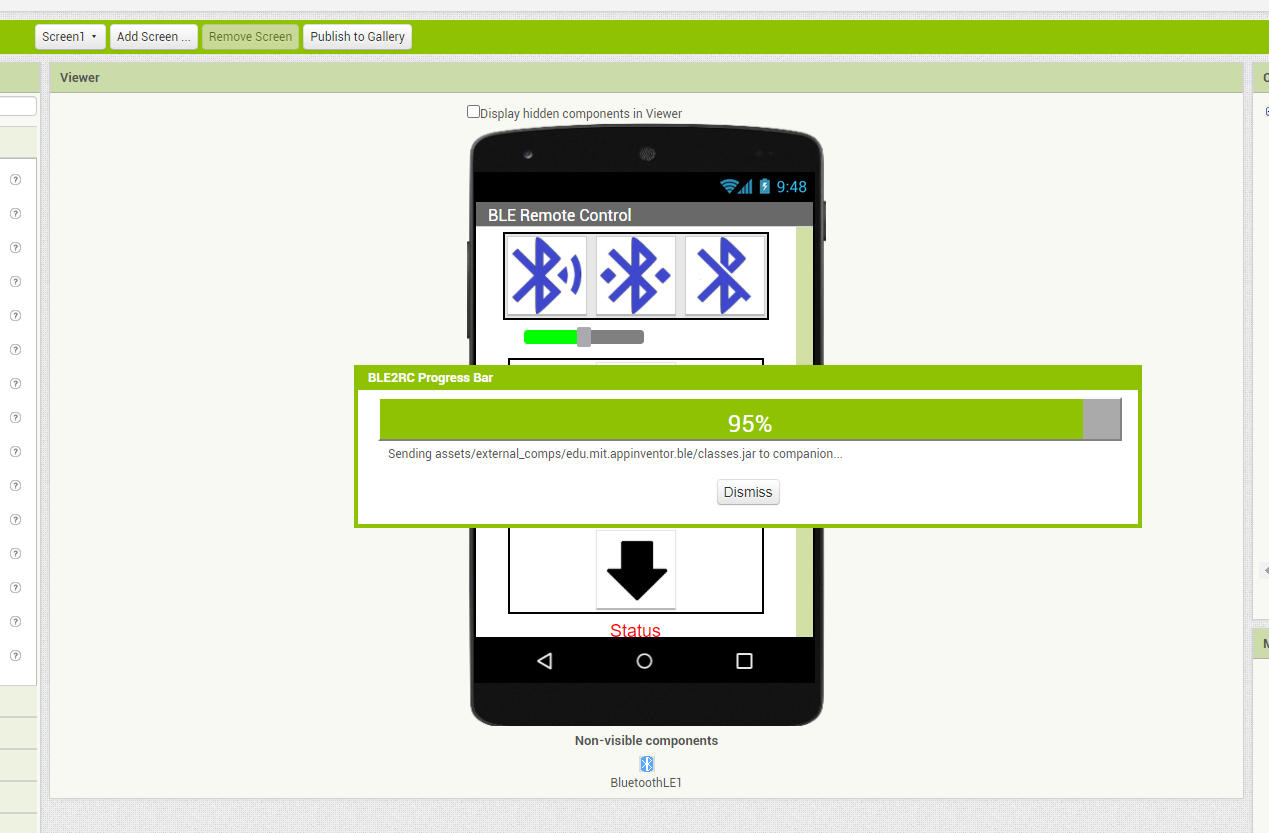 Screen1
Add Screen ...
Remove Screen
Publish to Gallery
Viewer
Display hidden components in Viewer
9:48
BLE Remote Control
BLE2RC Progress Bar
95%
Sending assets/external_comps/edu.mit.appinventor.ble/classes.jar to companion...
Dismiss
Status
Non-visible components
BluetoothLE1